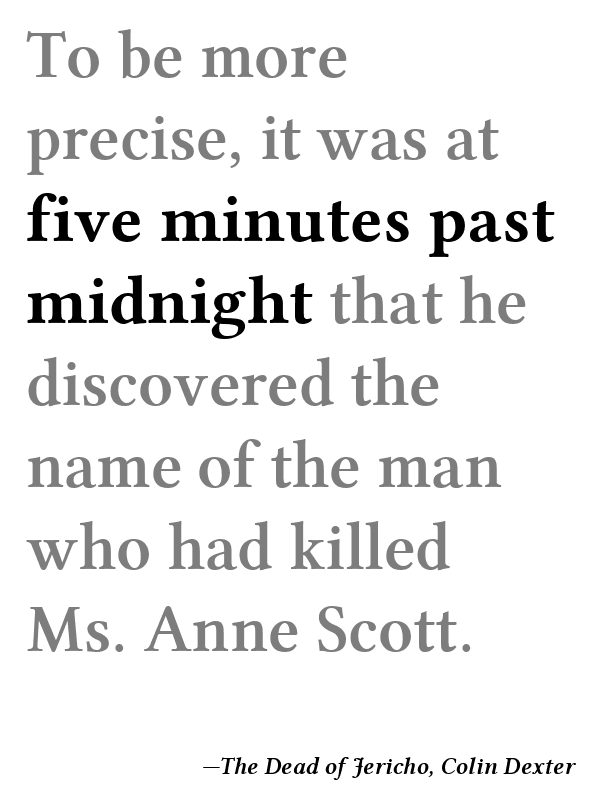 To be more
precise, it was at
five minutes past
midnight that he
discovered the
name of the man
who had killed
Ms. Anne Scott.
—The Dead of Jericho, Colin Dexter